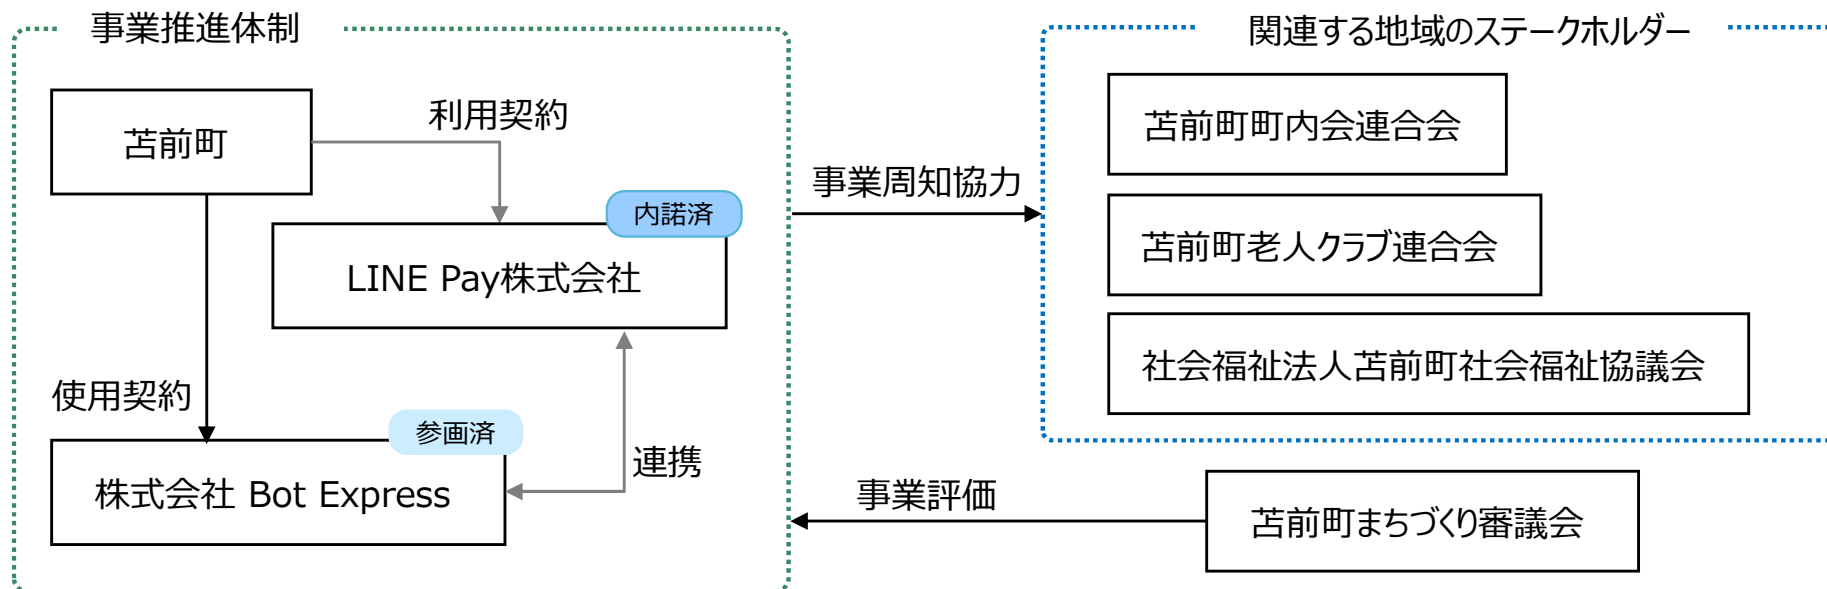 事業推進体制
苫前町
利用契約
内諾済
LINE Pay株式会社
使用契約
参画済
株式会社 Bot Express
連携
事業周知協力
関連する地域のステークホルダー
苫前町町内会連合会
苫前町老人クラブ連合会
社会福祉法人苫前町社会福祉協議会
事業評価
苫前町まちづくり審議会